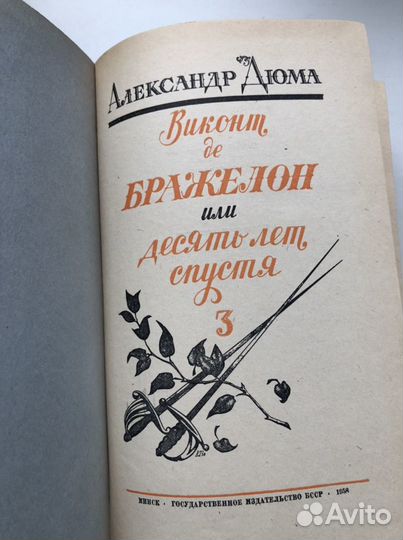 Александр Дюма
Виконт
де
БРАЖЕЛОН
или
десять лет
спустя
3
МИНСК · ГОСУДАРСТВЕННОЕ ИЗДАТЕЛЬСТВО БССР · 1958
Avito